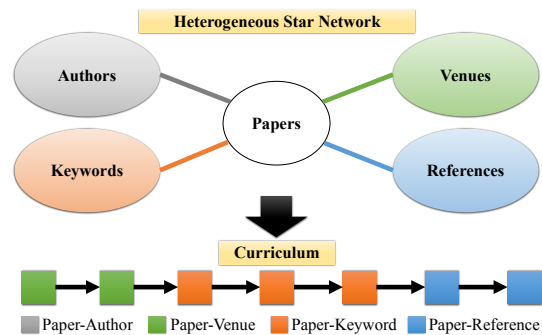 Heterogeneous Star Network
Authors
Venues
Papers
Keywords
References
Curriculum
Paper-Author Paper-Venue Paper-Keyword Paper-Reference